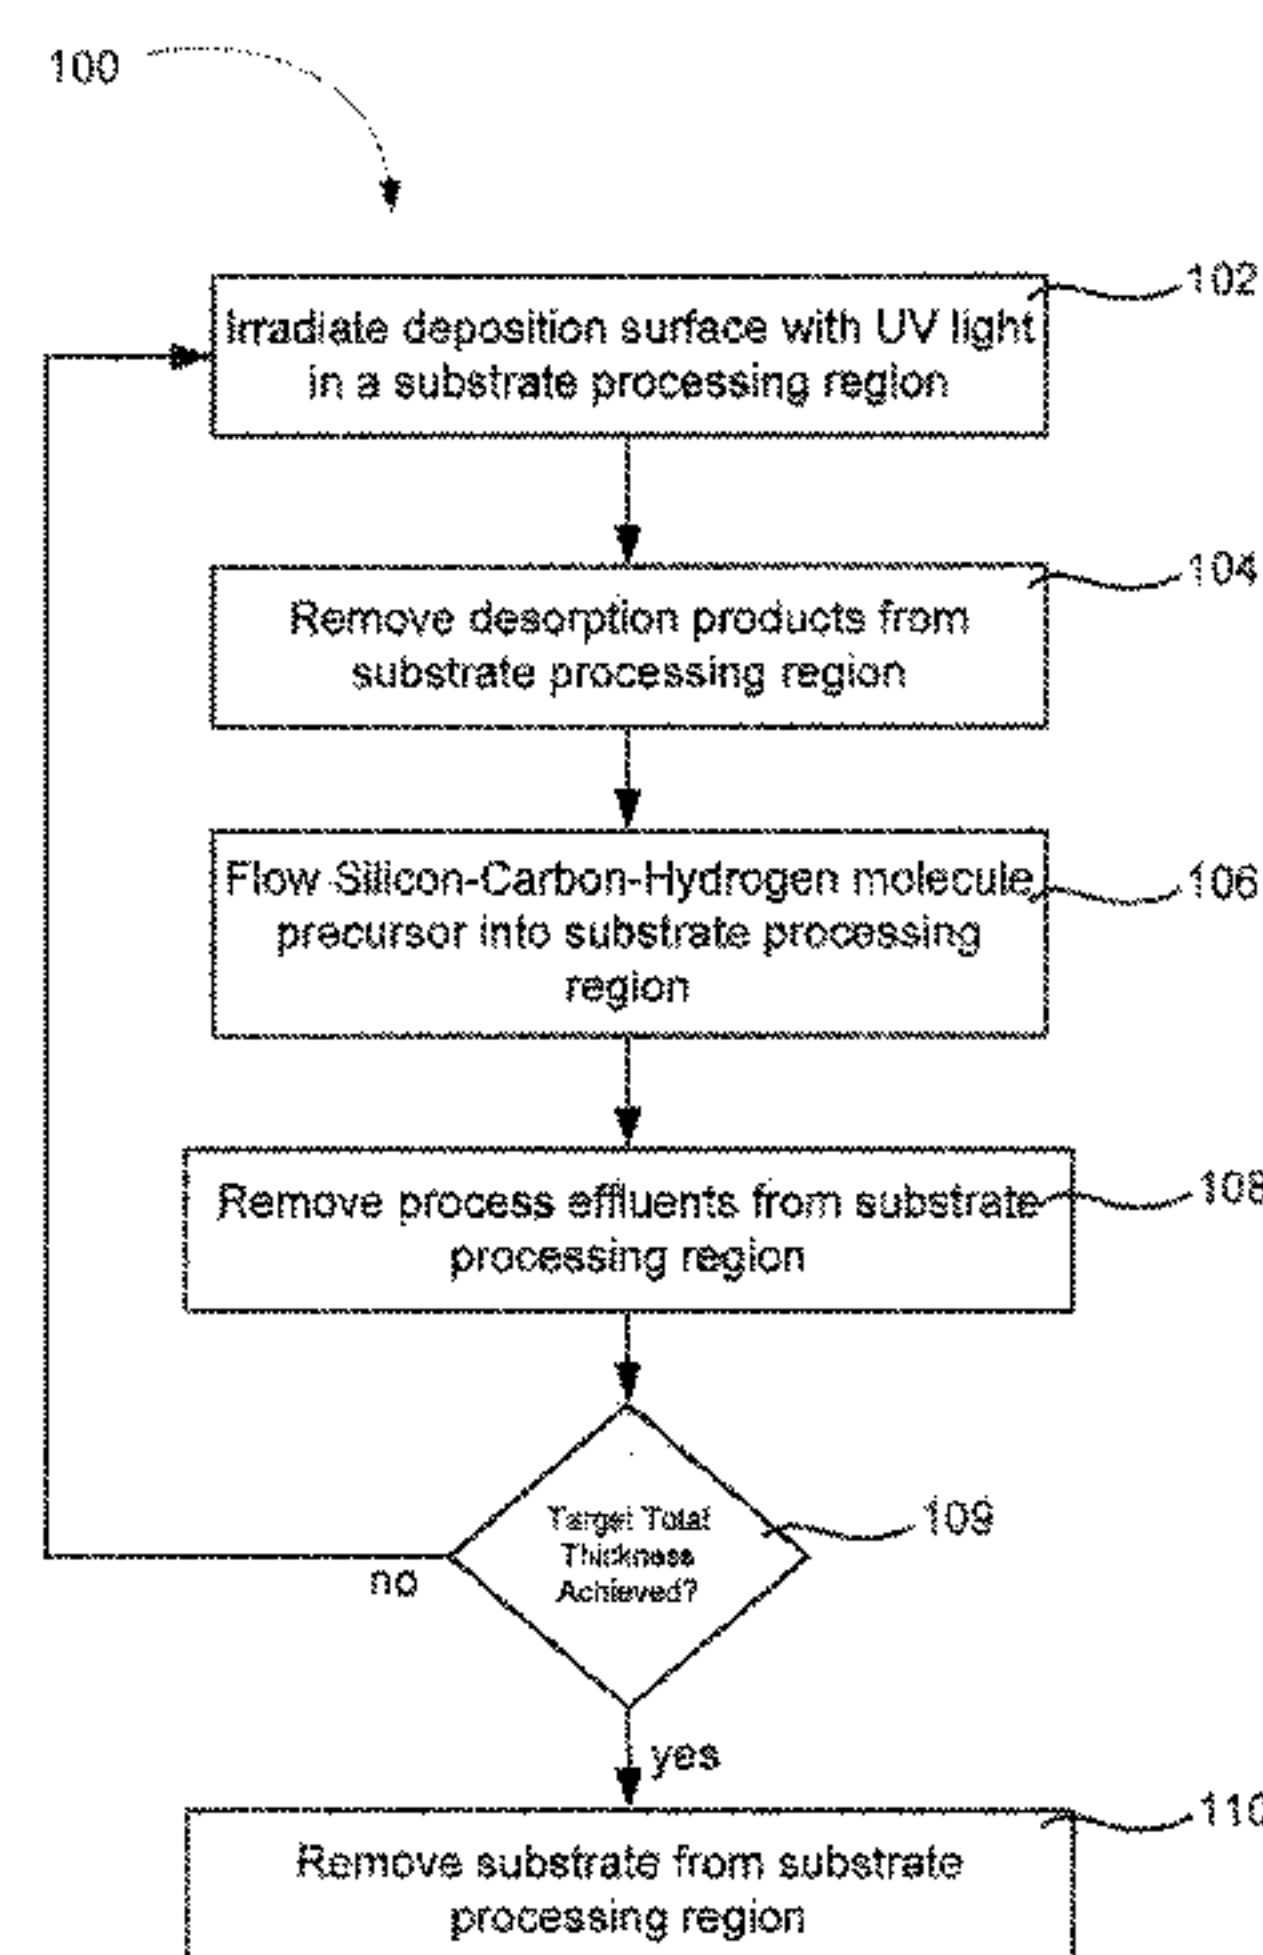 100
102
Irradiate deposition surface with UV light
in a substrate processing region
104
Remove desorption products from
substrate processing region
106
Flow Silicon-Carbon-Hydrogen molecule
precursor into substrate processing
region
108
Remove process effluents from substrate
processing region
109
Target Total
Thickness
Achieved?
no
yes
110
Remove substrate from substrate
processing region